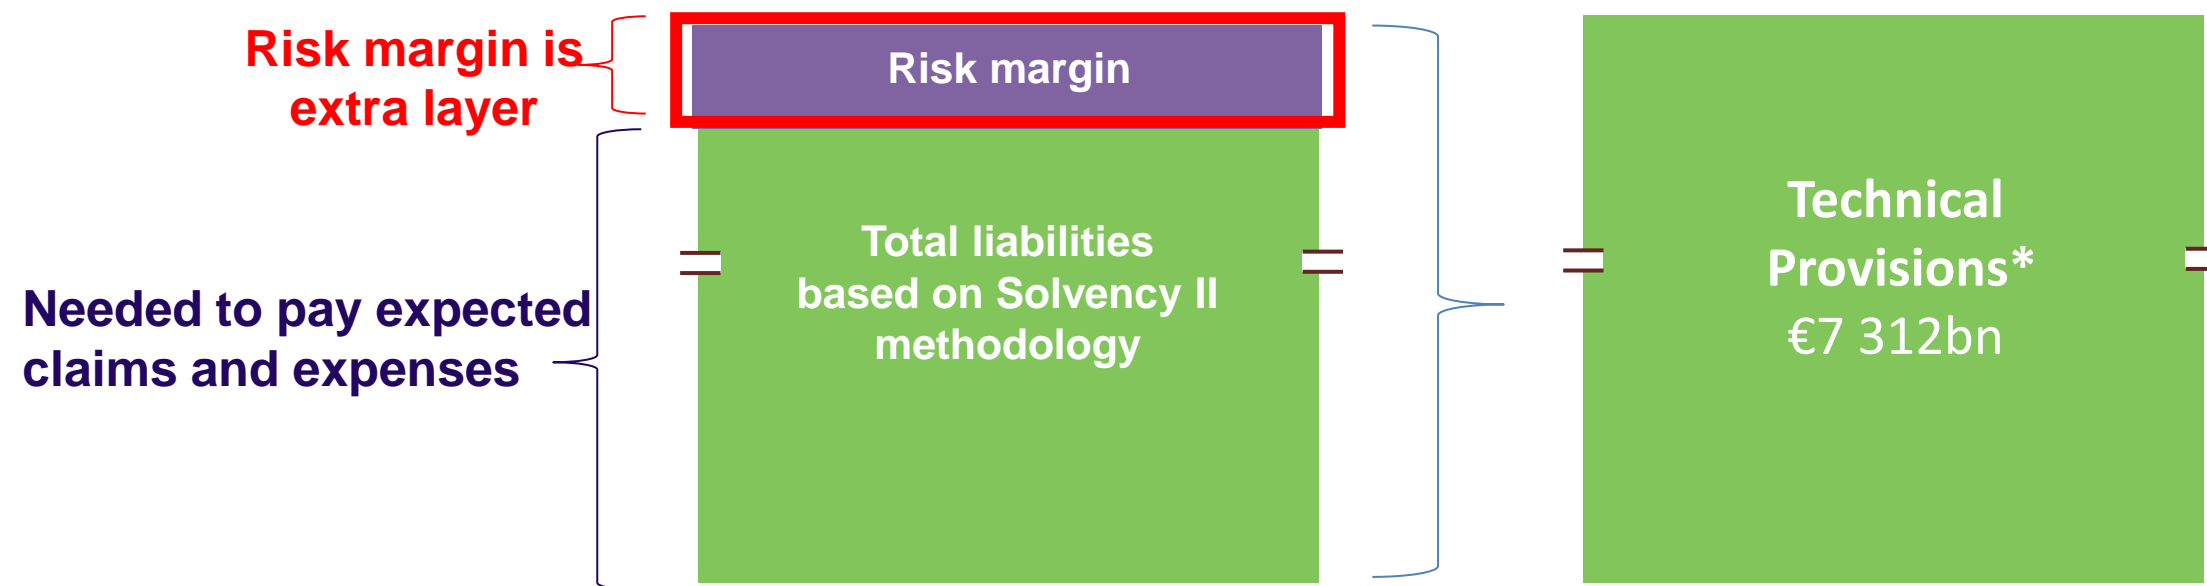 Risk margin is
extra layer
Needed to pay expected
claims and expenses
Risk margin
Total liabilities
based on Solvency II
methodology
Technical
Provisions*
€7 312bn